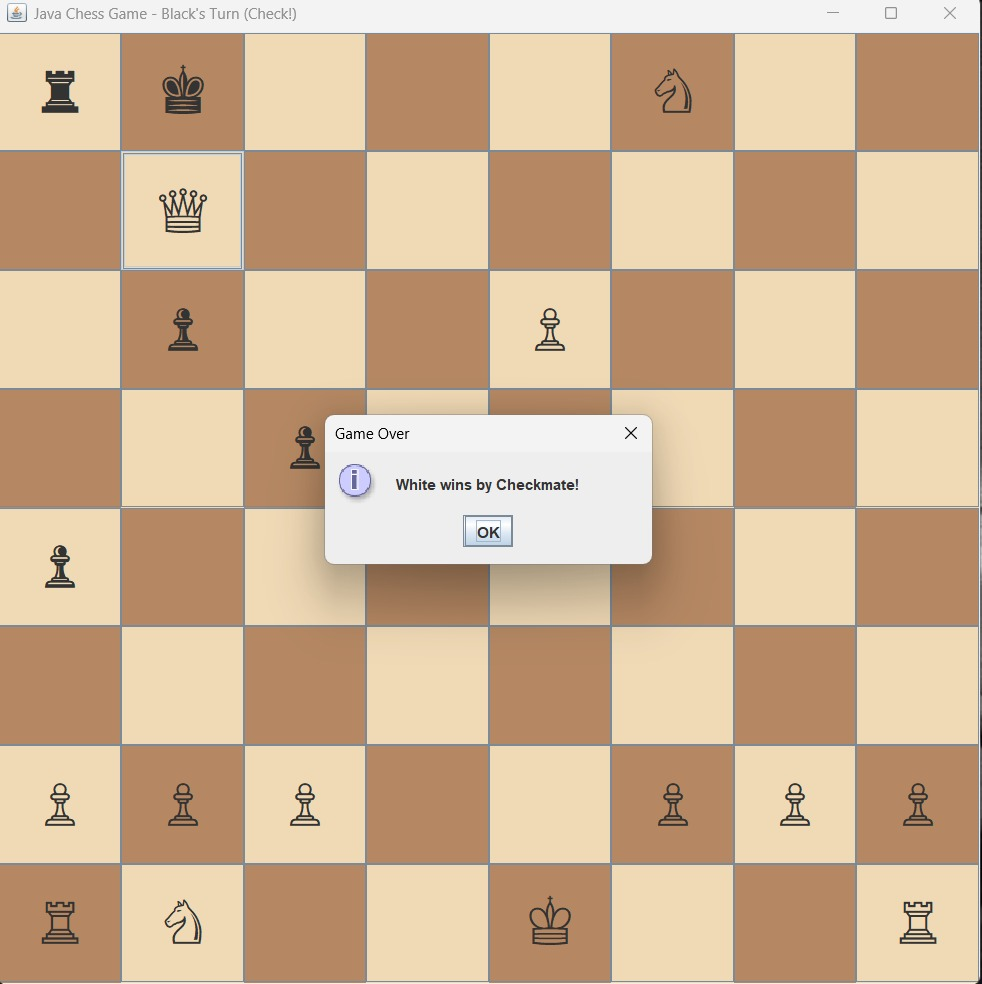 Java Chess Game - Black's Turn (Check!)
Game Over
White wins by Checkmate!
OK